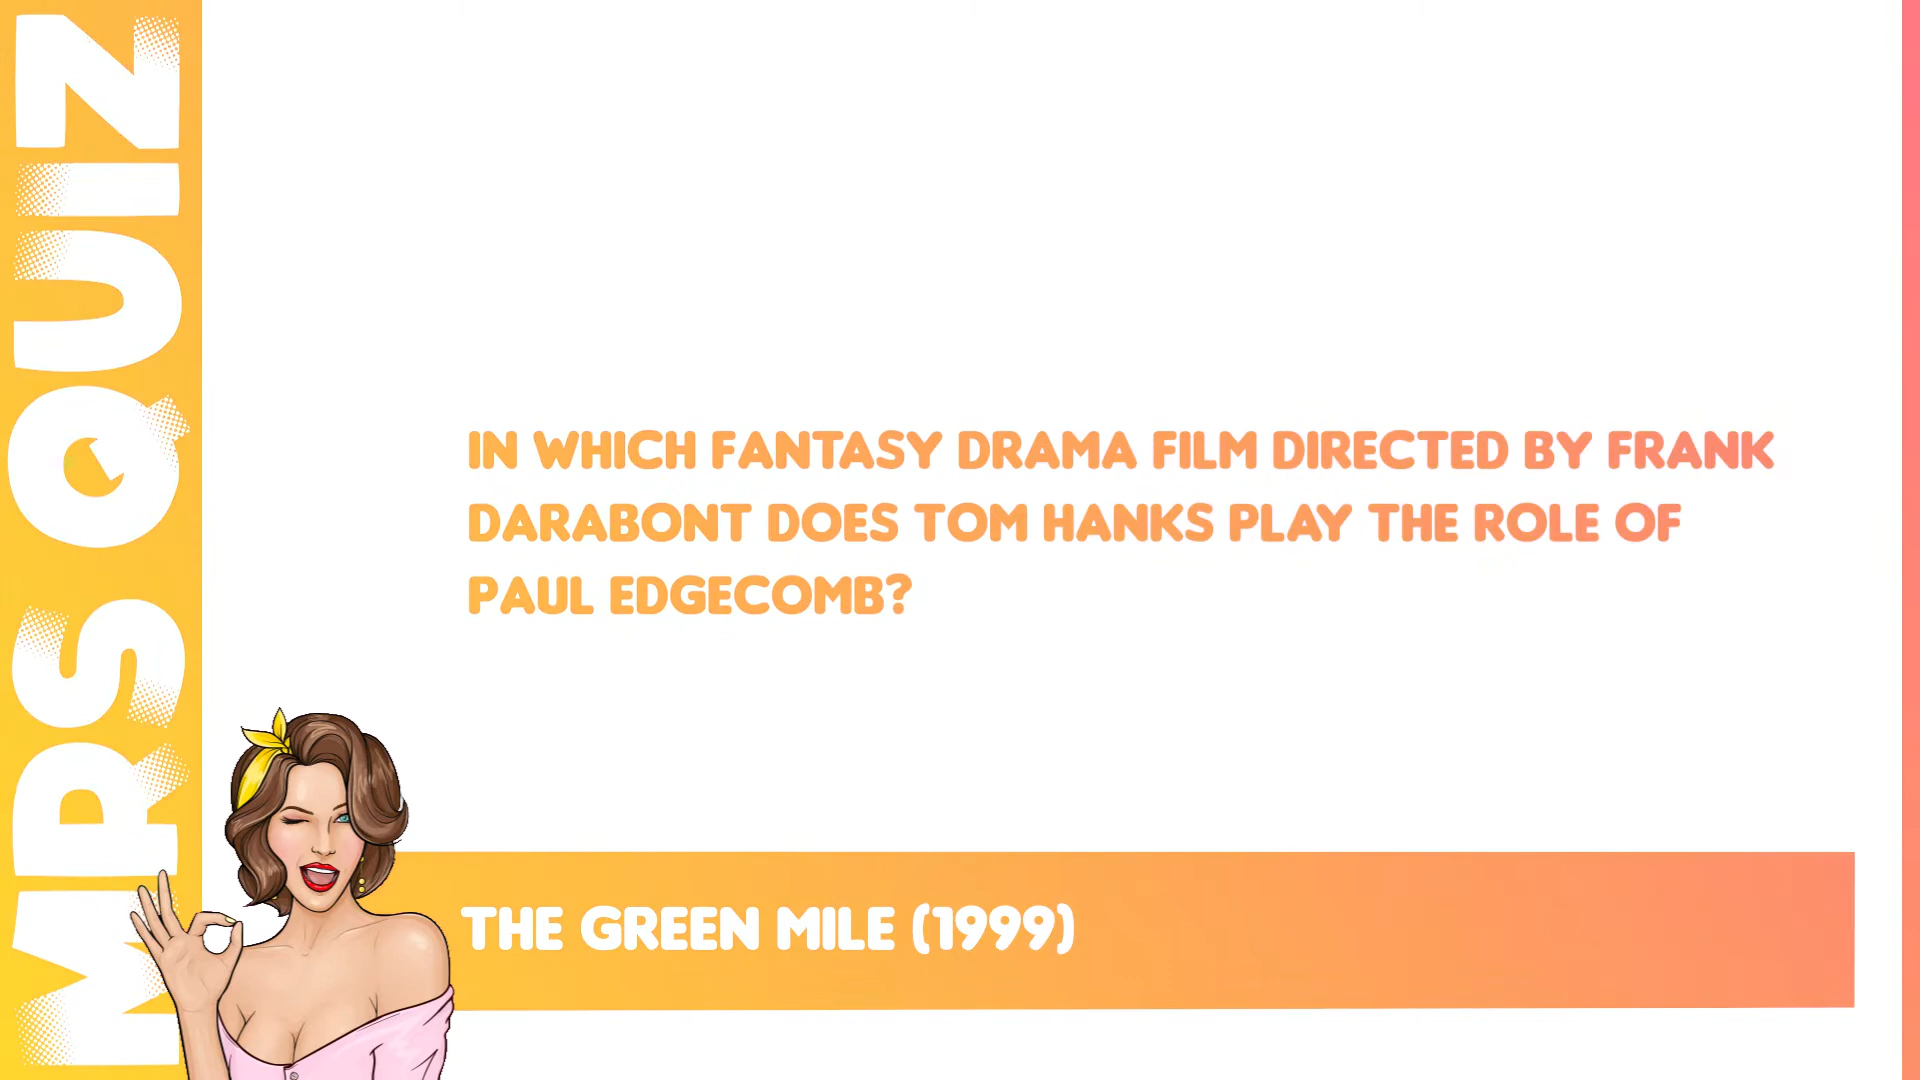 MRS QUIZ
IN WHICH FANTASY DRAMA FILM DIRECTED BY FRANK
DARABONT DOES TOM HANKS PLAY THE ROLE OF
PAUL EDGECOMB?
THE GREEN MILE (1999)